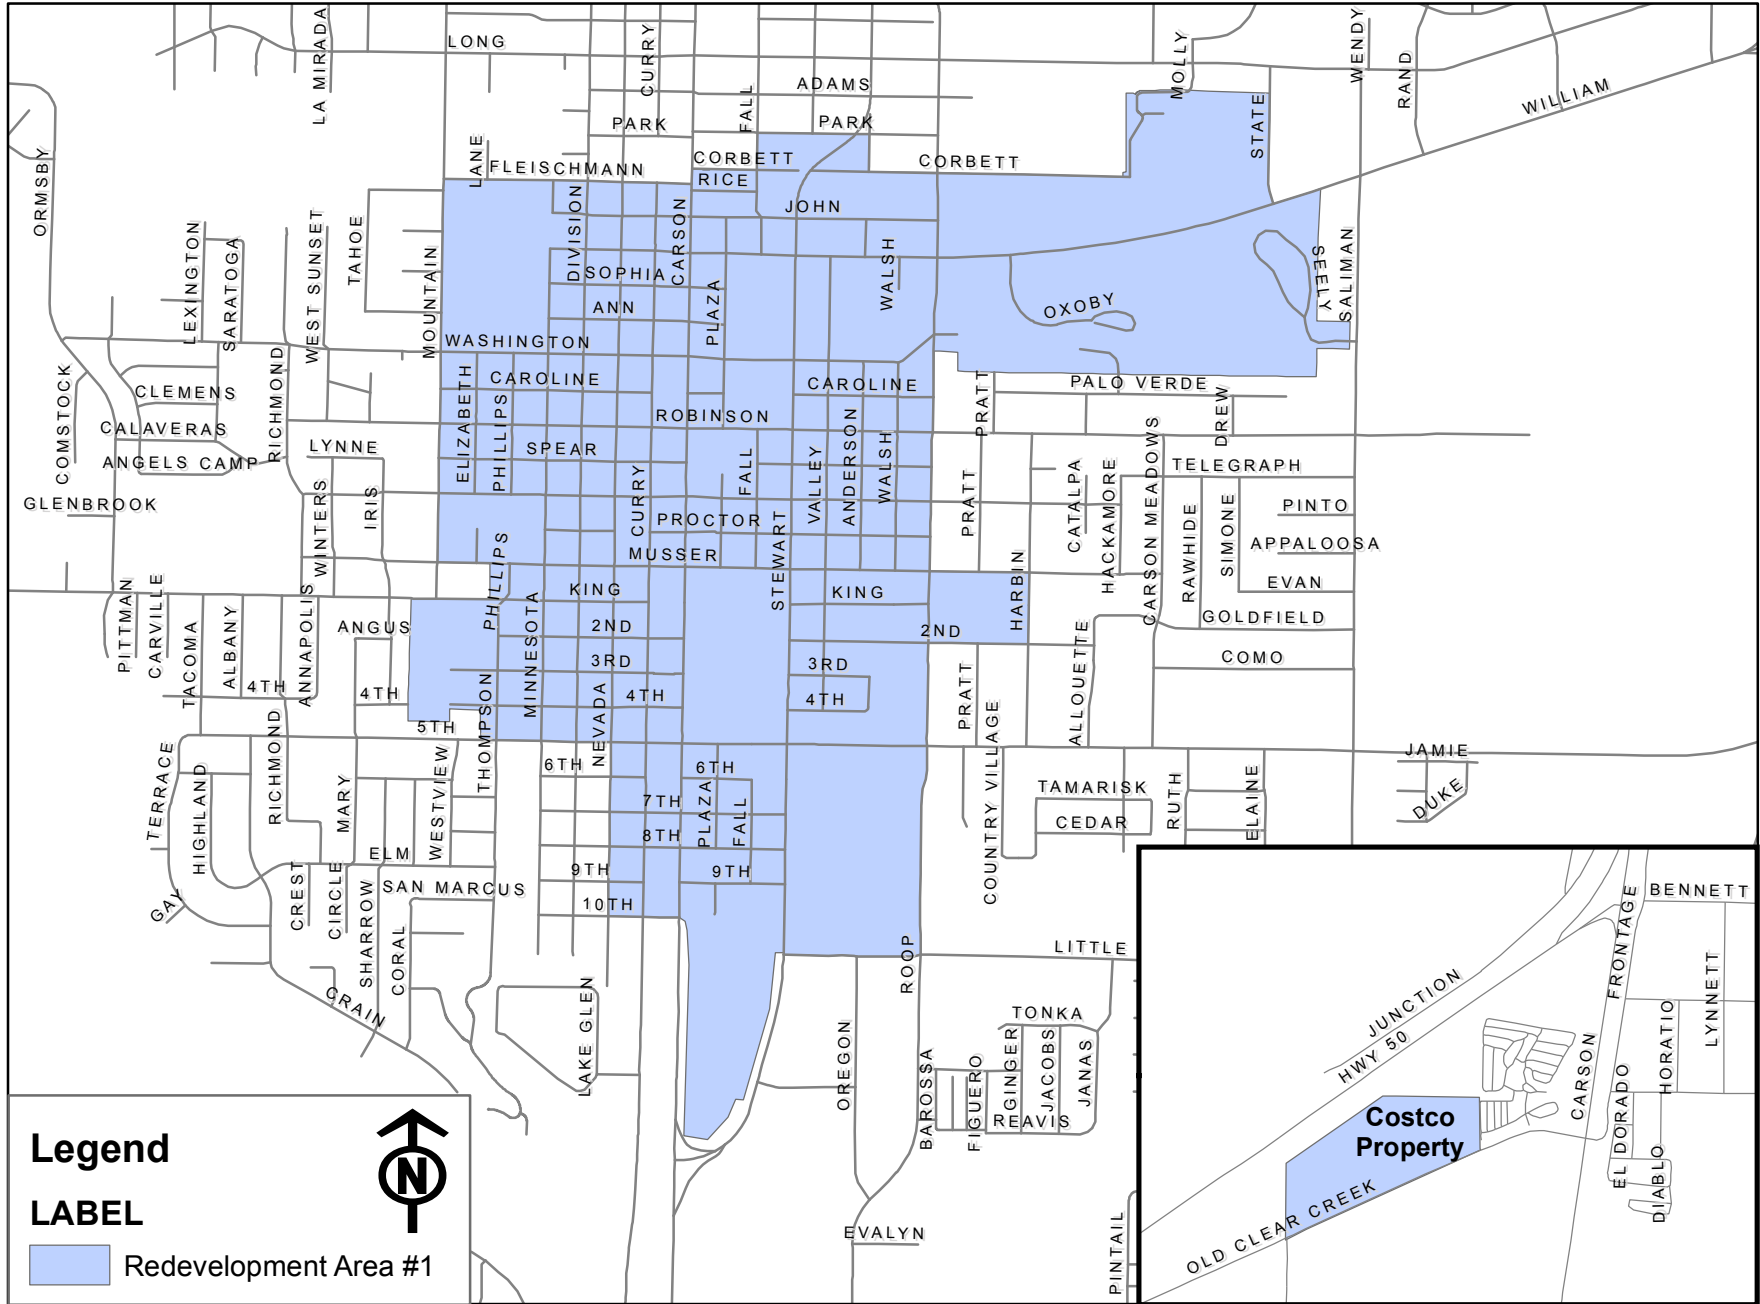 LONG
LA MIRADA
CURRY
ADAMS
FALL
PARK
PARK
MOLLY
STATE
WENDY
RAND
WILLIAM
ORMSBY
LANE
FLEISCHMANN
CORBETT
CORBETT
RICE
JOHN
DIVISION
CARSON
LEXINGTON
SARATOGA
WEST SUNSET
TAHOE
MOUNTAIN
SOPHIA
ANN
PLAZA
WALSH
OXOBY
SEELY
SALIMAN
WASHINGTON
COMSTOCK
CLEMENS
RICHMOND
ELIZABETH
CAROLINE
PHILLIPS
CAROLINE
PRATT
PALO VERDE
DREW
CALAVERAS
ROBINSON
ANGELS CAMP
LYNNE
SPEAR
FALL
VALLEY
ANDERSON
WALSH
CARSON MEADOWS
TELEGRAPH
GLENBROOK
WINTERS
IRIS
CURRY
PROCTOR
PRATT
CATALPA
HACKAMORE
RAWHIDE
SIMONE
PINTO
STEWART
MUSSER
APPALOOSA
PHILLIPS
HARBIN
EVAN
PITTMAN
CARVILLE
TACOMA
ALBANY
ANNAPOLIS
KING
KING
GOLDFIELD
ANGUS
MINNESOTA
2ND
2ND
3RD
3RD
ALLOUETTE
COMO
4TH
4TH
4TH
4TH
THOMPSON
NEVADA
PRATT
5TH
COUNTRY VILLAGE
JAMIE
TERRACE
HIGHLAND
RICHMOND
MARY
WESTVIEW
6TH
6TH
TAMARISK
RUTH
ELAINE
DUKE
7TH
PLAZA
FALL
CEDAR
8TH
ELM
9TH
9TH
GAY
CREST
CIRCLE
SHARROW
SAN MARCUS
CORAL
10TH
ROOP
LITTLE
CRAIN
LAKE GLEN
OREGON
TONKA
BAROSSA
FIGUERO
GINGER
JACOBS
JANAS
REAVIS
EVALYN
PINTAIL
BENNETT
FRONTAGE
LYNNETT
JUNCTION
HWY 50
CARSON
HORATIO
EL DORADO
DIABLO
Costco
Property
OLD CLEAR CREEK
Legend
N
LABEL
Redevelopment Area #1